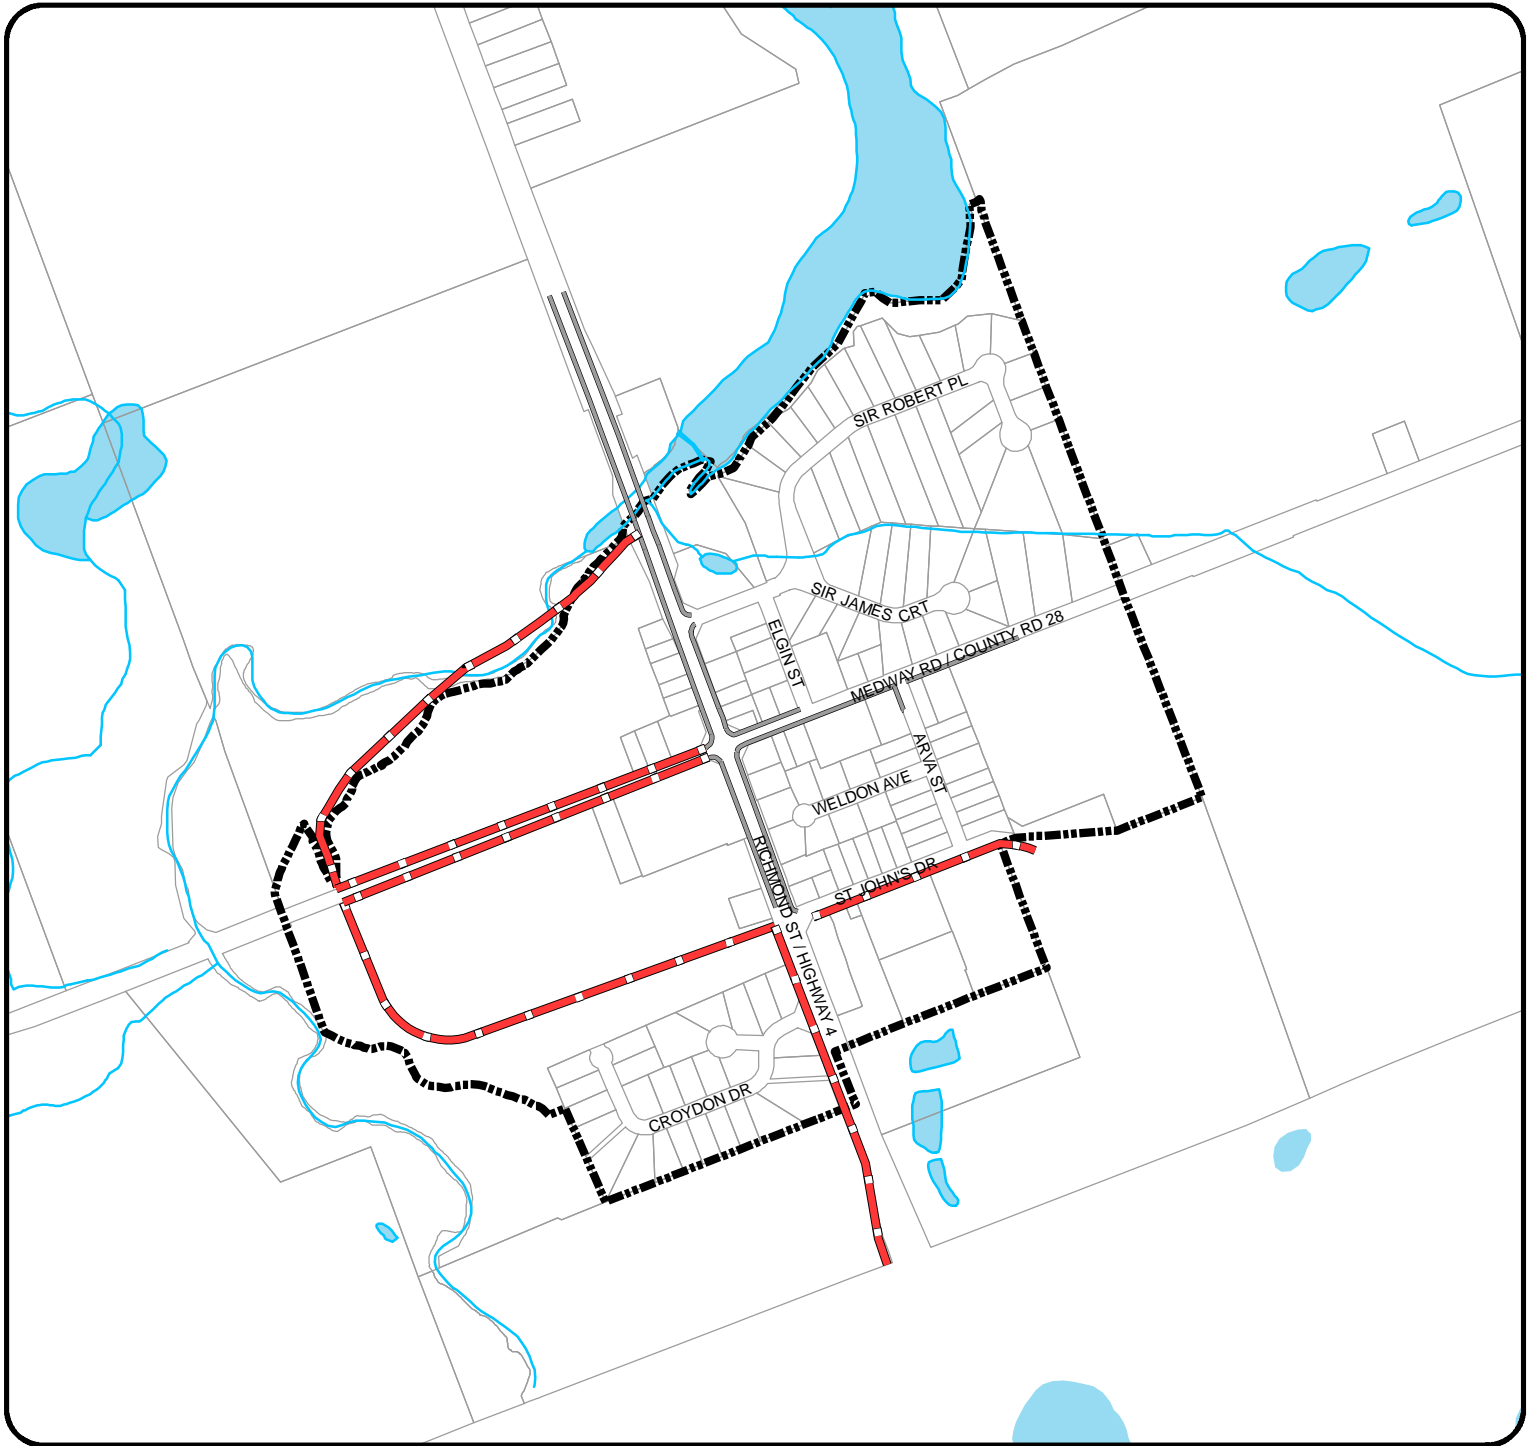 SIR ROBERT PL
SIR JAMES CRT
ELGIN ST
MEDWAY RD / COUNTY RD 28
ARVA ST
WELDON AVE
RICHMOND ST / HIGHWAY 4
ST JOHN'S DR
CROYDON DR